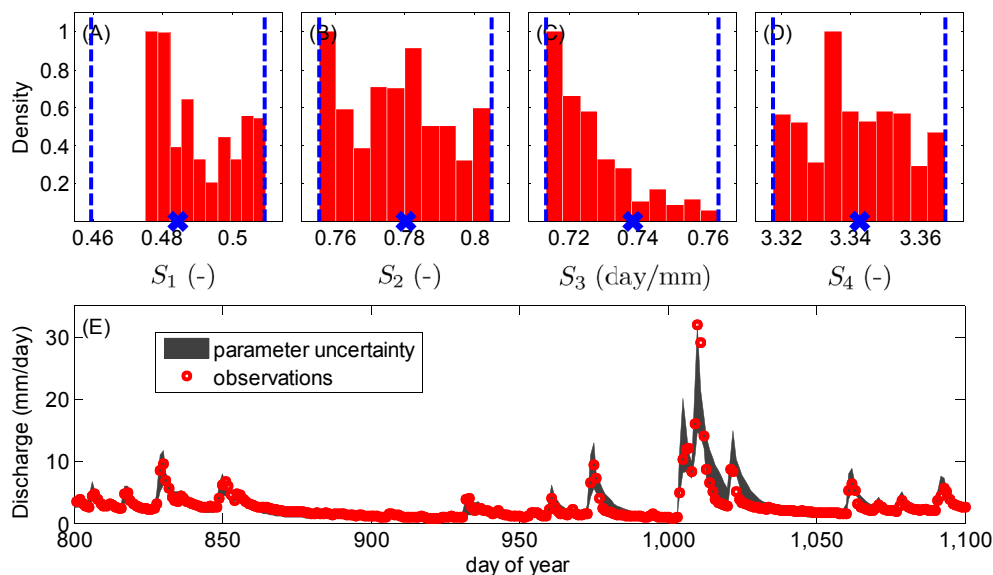 (A) (B) (C) (D)
1
0.8
0.6
0.4
0.2
Density
0.46 0.48 0.5 0.76 0.78 0.8 0.72 0.74 0.76 3.32 3.34 3.36
S1 (-) S2 (-) S3 (day/mm) S4 (-)
(E)
30
20
10
0
Discharge (mm/day)
parameter uncertainty
observations
800 850 900 950 1,000 1,050 1,100
day of year